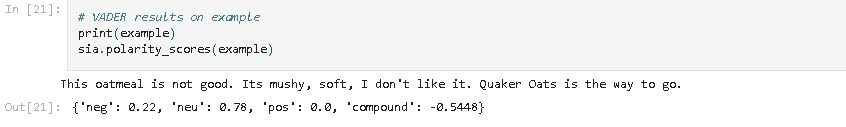 In [21]:
# VADER results on example
print(example)
sia.polarity_scores(example)
This oatmeal is not good. Its mushy, soft, I don't like it. Quaker Oats is the way to go.
Out[21]: {'neg': 0.22, 'neu': 0.78, 'pos': 0.0, 'compound': -0.5448}